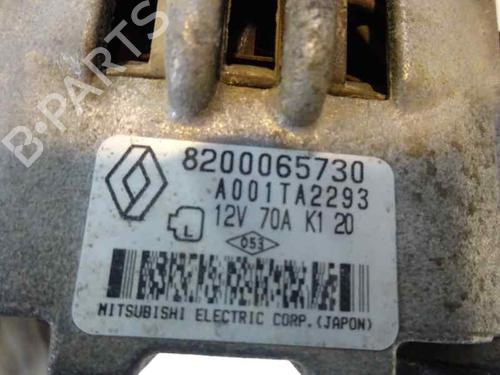 B-PARTS
8200065730
A001TA2293
12V 70A K1 20
L
053
MITSUBISHI ELECTRIC CORP.(JAPON)